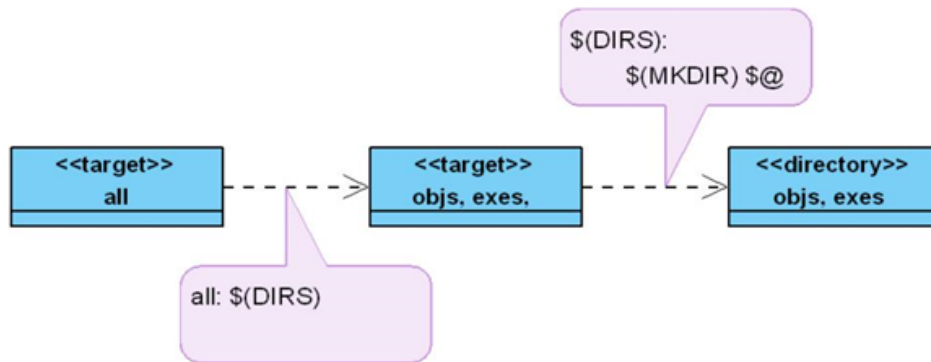 $(DIRS):
$(MKDIR) $@
<<target>>
all
<<target>>
objs, exes,
<<directory>>
objs, exes
all: $(DIRS)